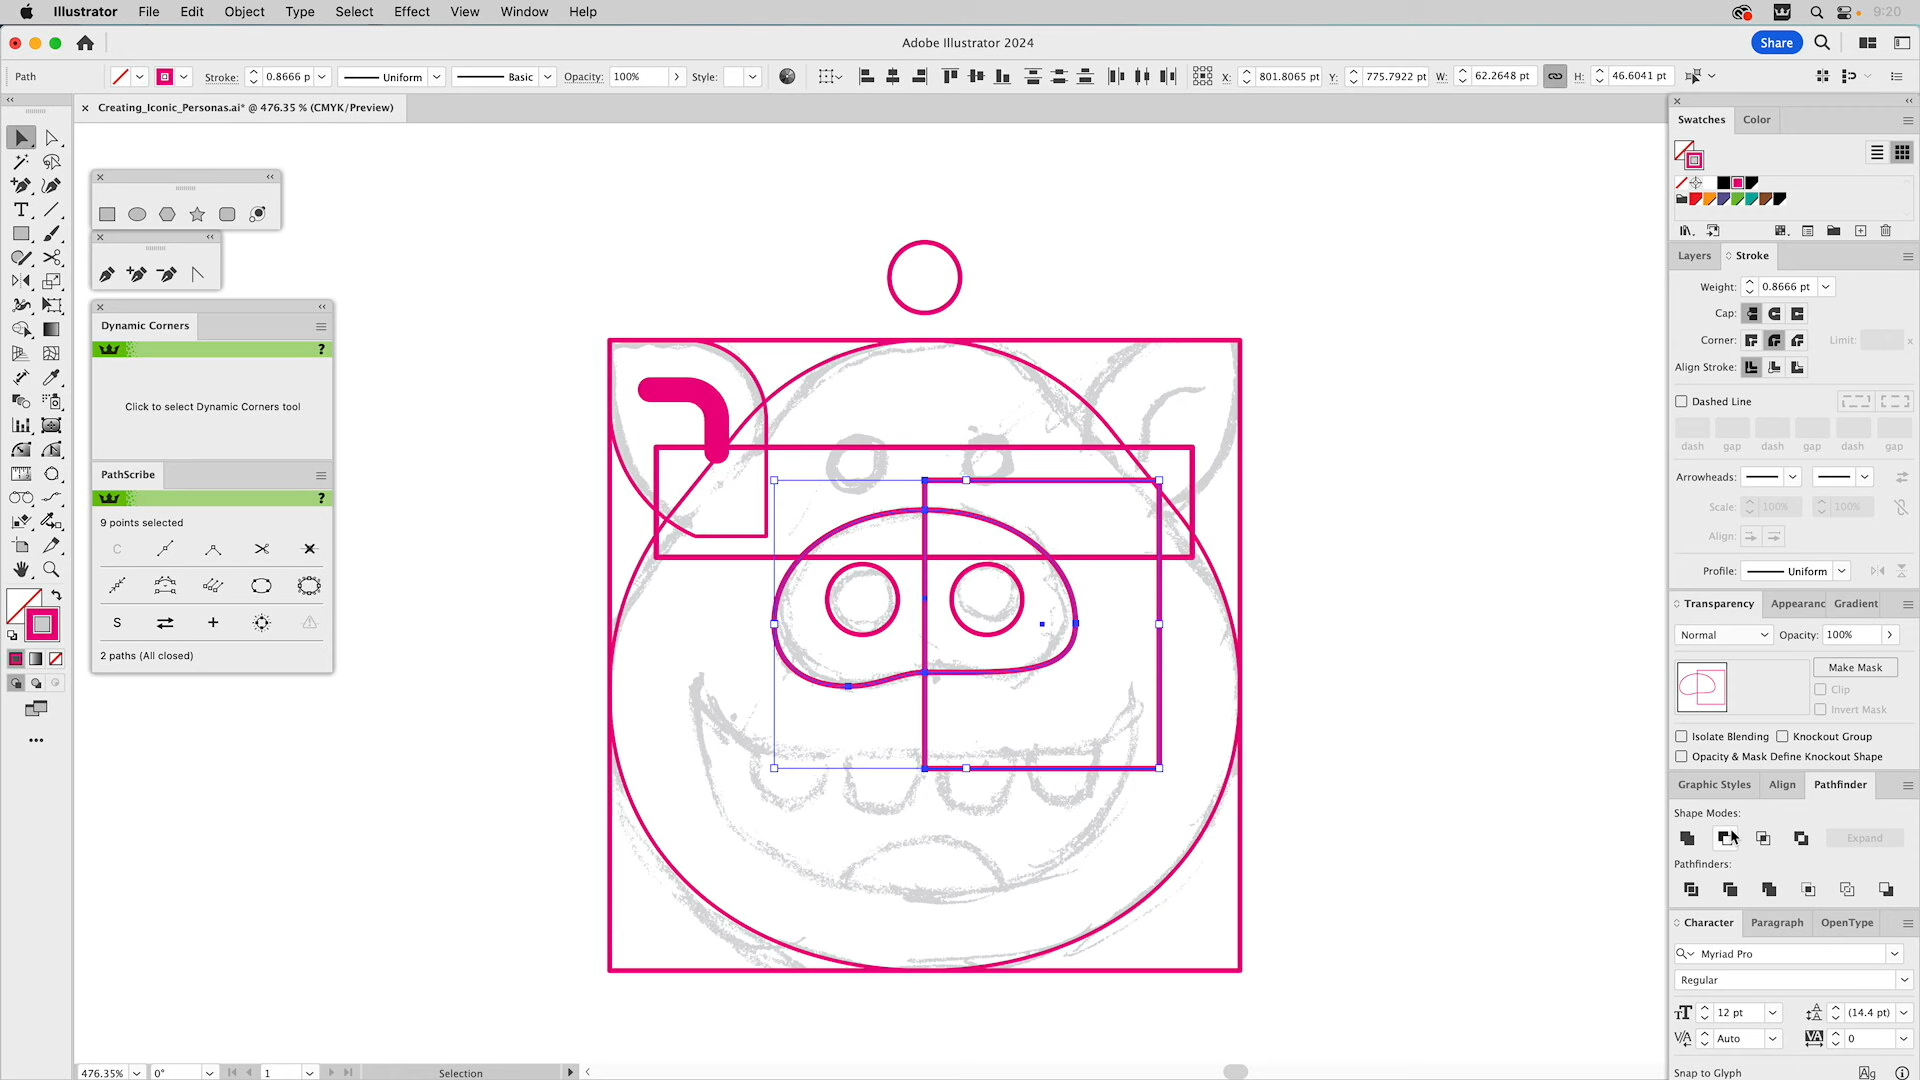 Illustrator File Edit Object Type Select Effect View Window Help 9:20
Adobe Illustrator 2024 Share
Path Stroke: 0.8666 p Uniform Basic Opacity: 100% Style: X: 801.8065 pt Y: 775.7922 pt W: 62.2648 pt H: 46.6041 pt
Creating_Iconic_Personas.ai* @ 476.35 % (CMYK/Preview)
Swatches Color
Layers Stroke
Weight: 0.8666 pt
Cap:
Corner: Limit: x
Align Stroke:
Dashed Line
dash gap dash gap dash gap
Arrowheads:
Scale: 100% 100%
Align:
Profile: Uniform
Transparency Appearanc Gradient
Normal Opacity: 100%
Make Mask
Clip
Invert Mask
Isolate Blending Knockout Group
Opacity & Mask Define Knockout Shape
Graphic Styles Align Pathfinder
Shape Modes:
Expand
Pathfinders:
Character Paragraph OpenType
Myriad Pro
Regular
12 pt (14.4 pt)
Auto 0
Snap to Glyph
Dynamic Corners
?
Click to select Dynamic Corners tool
PathScribe
?
9 points selected
C
S
2 paths (All closed)
476.35% 0° 1 Selection